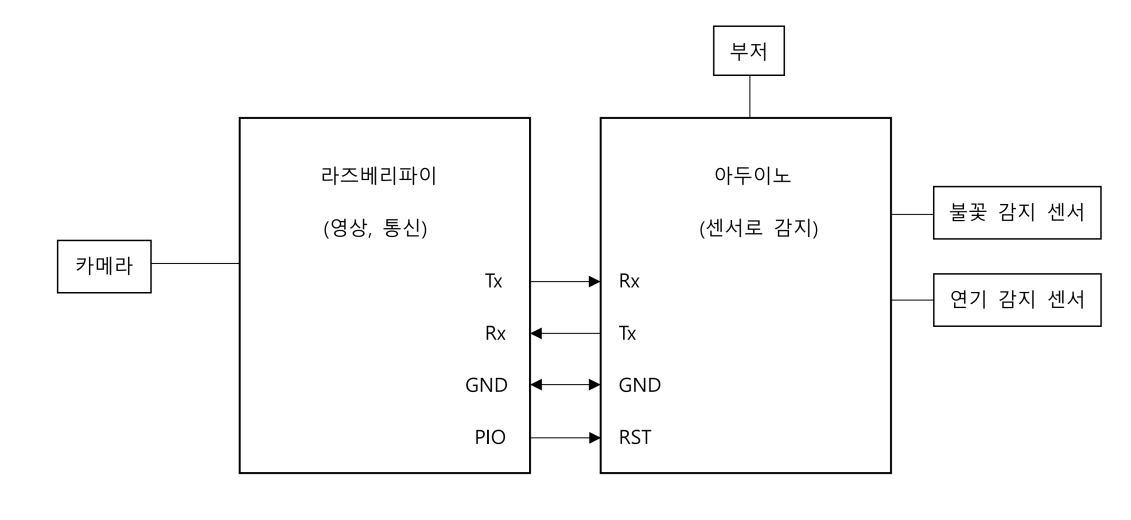 부저
라즈베리파이
(영상, 통신)
아두이노
(센서로 감지)
카메라
불꽃 감지 센서
연기 감지 센서
Tx
Rx
Rx
Tx
GND
GND
PIO
RST